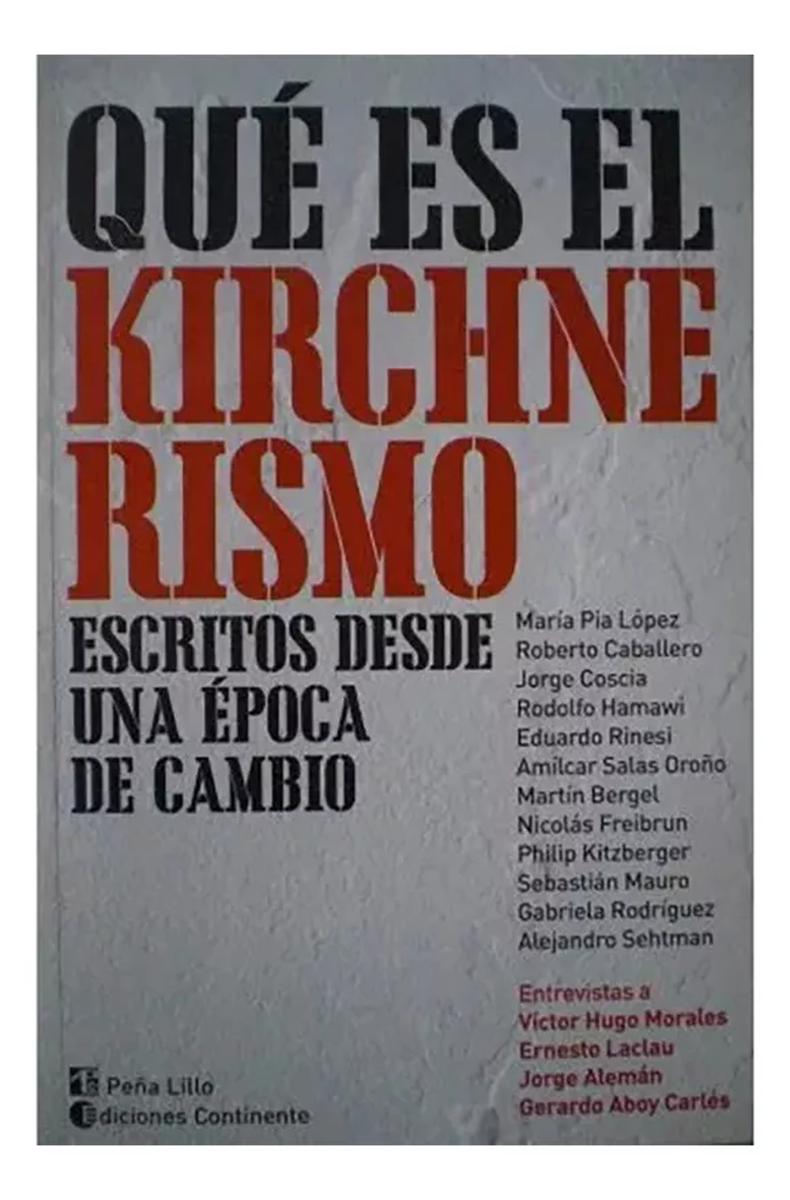 QUÉ ES EL
KIRCHNE
RISMO
ESCRITOS DESDE
UNA ÉPOCA
DE CAMBIO
María Pia López
Roberto Caballero
Jorge Coscia
Rodolfo Hamawi
Eduardo Rinesi
Amílcar Salas Oroño
Martín Bergel
Nicolás Freibrun
Philip Kitzberger
Sebastián Mauro
Gabriela Rodríguez
Alejandro Sehtman
Entrevistas a
Víctor Hugo Morales
Ernesto Laclau
Jorge Alemán
Gerardo Aboy Carlés
Peña Lillo
Ediciones Continente